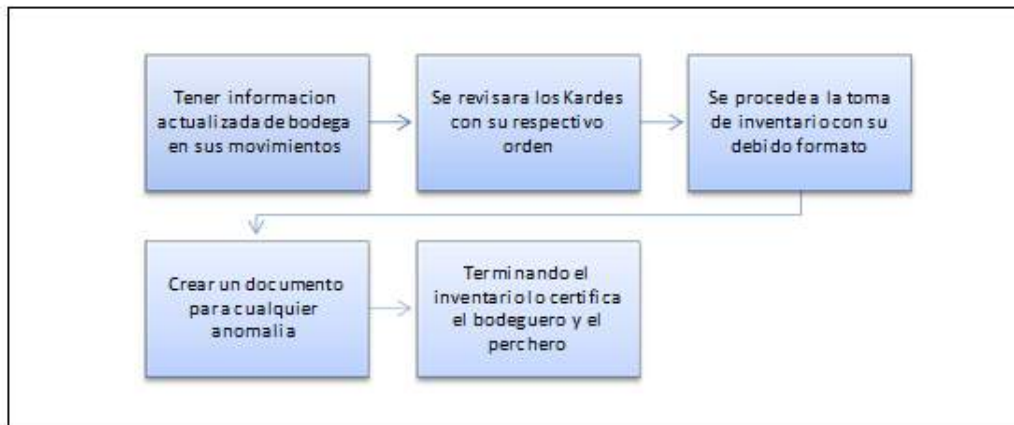 Tener informacion
actualizada de bodega
en sus movimientos
Se revisara los Kardes
con su respectivo
orden
Se procede a la toma
de inventario con su
debido formato
Crear un documento
para cualquier
anomalia
Terminando el
inventario lo certifica
el bodeguero y el
perchero